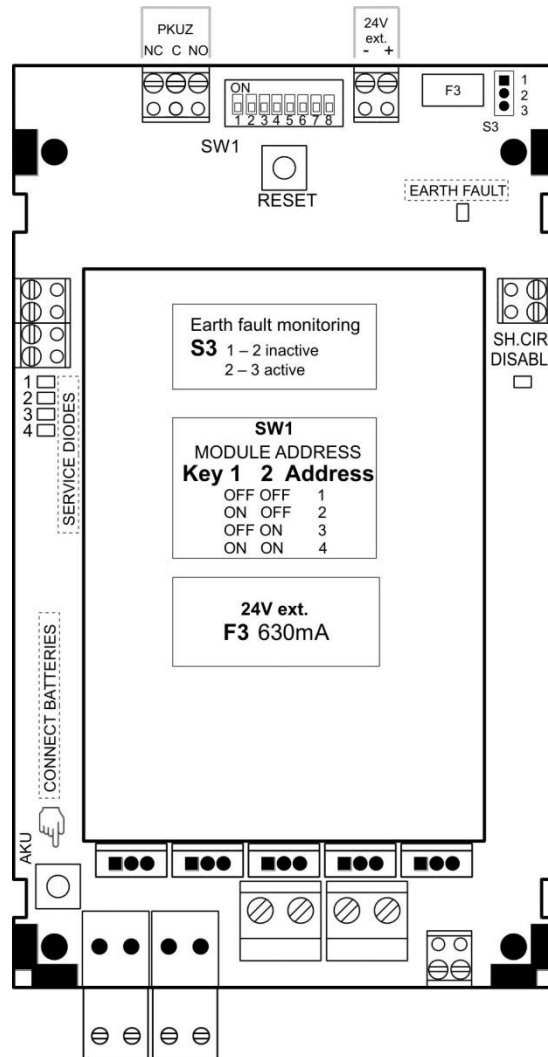 PKUZ
NC C NO
24V
ext.
- +
ON
1 2 3 4 5 6 7 8
SW1
F3
1
2
3
S3
RESET
EARTH FAULT
SH.CIR
DISABL
1
2
3
4
SERVICE DIODES
Earth fault monitoring
S3 1 – 2 inactive
2 – 3 active
SW1
MODULE ADDRESS
Key 1 2 Address
OFF OFF 1
ON OFF 2
OFF ON 3
ON ON 4
24V ext.
F3 630mA
CONNECT BATTERIES
AKU